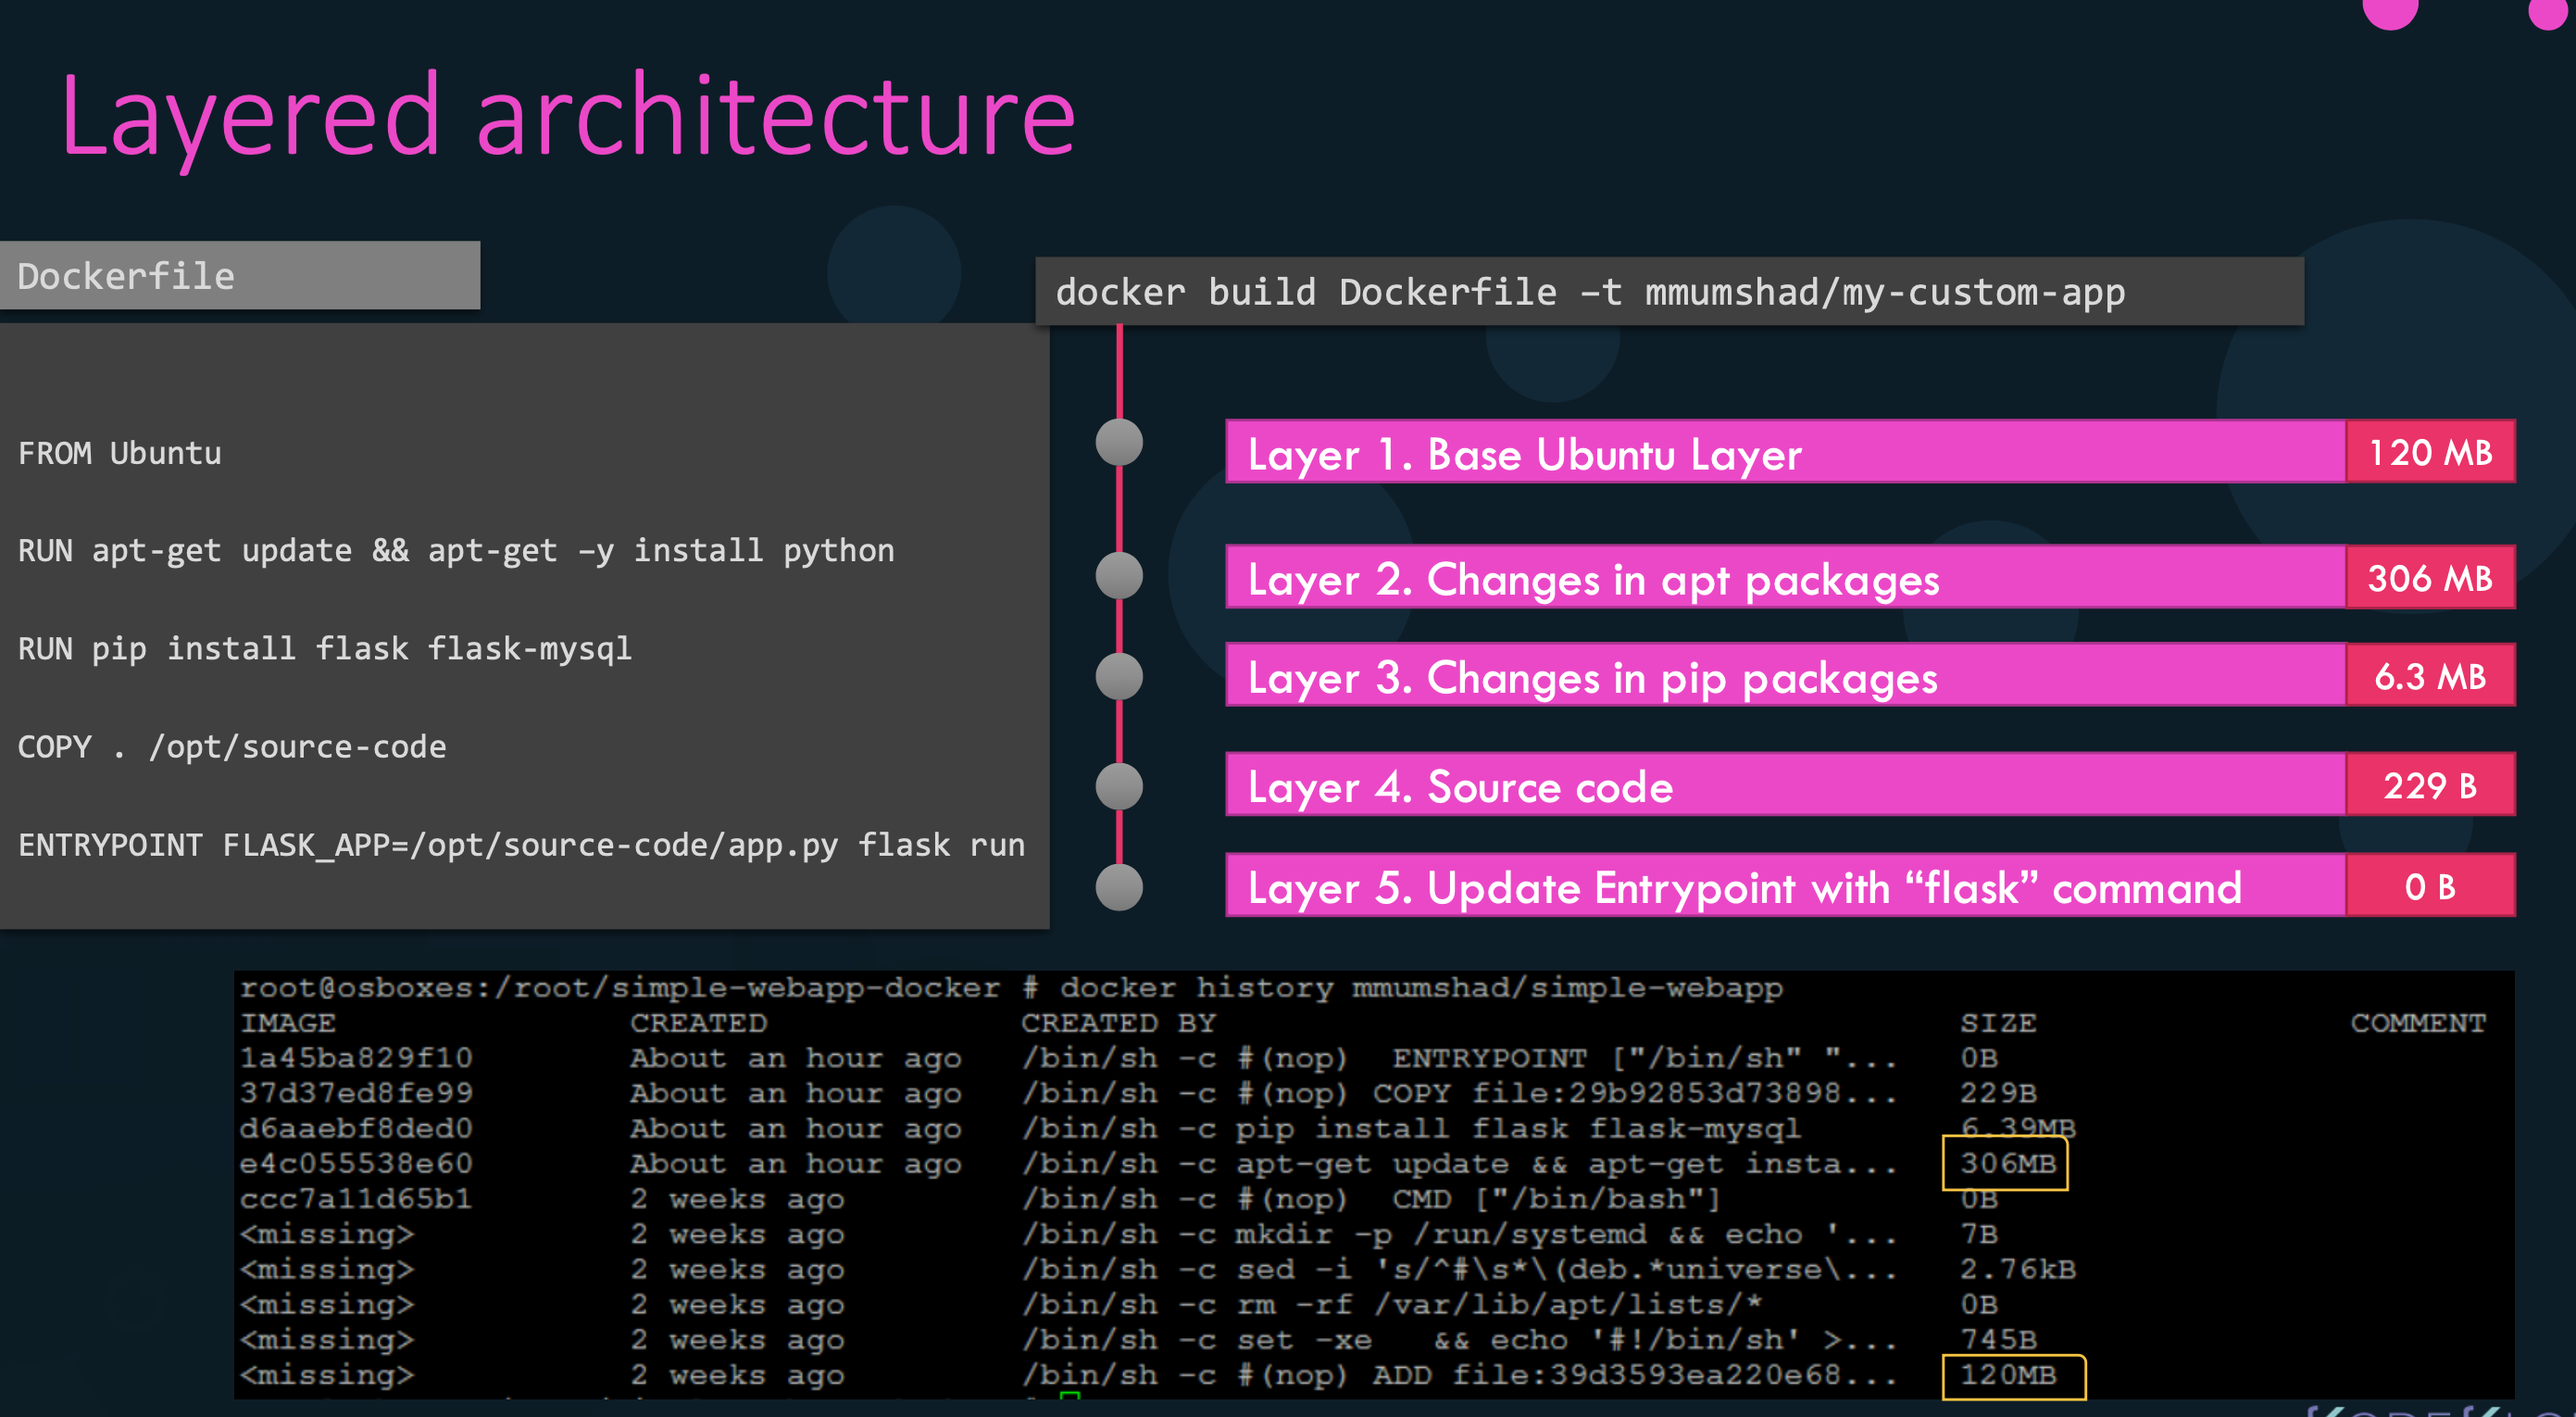 Layered architecture
Dockerfile
FROM Ubuntu
RUN apt-get update && apt-get –y install python
RUN pip install flask flask-mysql
COPY . /opt/source-code
ENTRYPOINT FLASK_APP=/opt/source-code/app.py flask run
docker build Dockerfile –t mmumshad/my-custom-app
Layer 1. Base Ubuntu Layer 120 MB
Layer 2. Changes in apt packages 306 MB
Layer 3. Changes in pip packages 6.3 MB
Layer 4. Source code 229 B
Layer 5. Update Entrypoint with “flask” command 0 B
root@osboxes:/root/simple-webapp-docker # docker history mmumshad/simple-webapp
IMAGE CREATED CREATED BY SIZE COMMENT
1a45ba829f10 About an hour ago /bin/sh -c #(nop)  ENTRYPOINT ["/bin/sh" "... 0B
37d37ed8fe99 About an hour ago /bin/sh -c #(nop) COPY file:29b92853d73898... 229B
d6aaebf8ded0 About an hour ago /bin/sh -c pip install flask flask-mysql 6.39MB
e4c055538e60 About an hour ago /bin/sh -c apt-get update && apt-get insta... 306MB
ccc7a11d65b1 2 weeks ago /bin/sh -c #(nop)  CMD ["/bin/bash"] 0B
<missing> 2 weeks ago /bin/sh -c mkdir -p /run/systemd && echo '... 7B
<missing> 2 weeks ago /bin/sh -c sed -i 's/^#\s*\(deb.*universe\... 2.76kB
<missing> 2 weeks ago /bin/sh -c rm -rf /var/lib/apt/lists/* 0B
<missing> 2 weeks ago /bin/sh -c set -xe   && echo '#!/bin/sh' >... 745B
<missing> 2 weeks ago /bin/sh -c #(nop) ADD file:39d3593ea220e68... 120MB